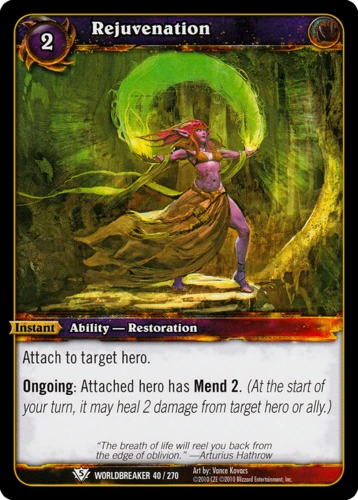 2
Rejuvenation
Instant
Ability — Restoration
Attach to target hero.
Ongoing: Attached hero has Mend 2. (At the start
of your turn, it may heal 2 damage from target hero or ally.)
"The breath of life will reel you back from
the edge of oblivion." —Arturius Hathrow
S WORLDBREAKER 40 / 270
Art by: Vance Kovacs
©2010 CZE ©2010 Blizzard Entertainment, Inc.